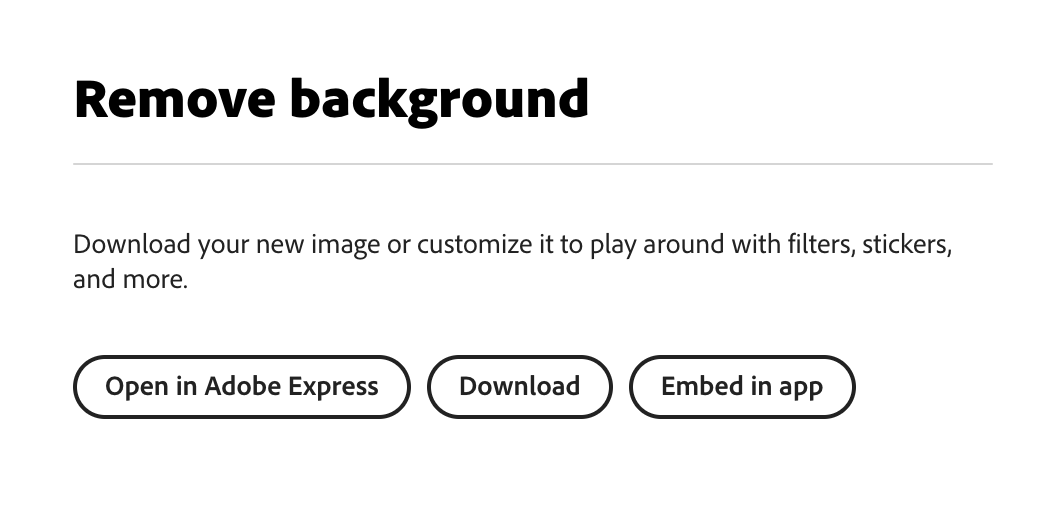 Remove background
Download your new image or customize it to play around with filters, stickers,
and more.
Open in Adobe Express
Download
Embed in app